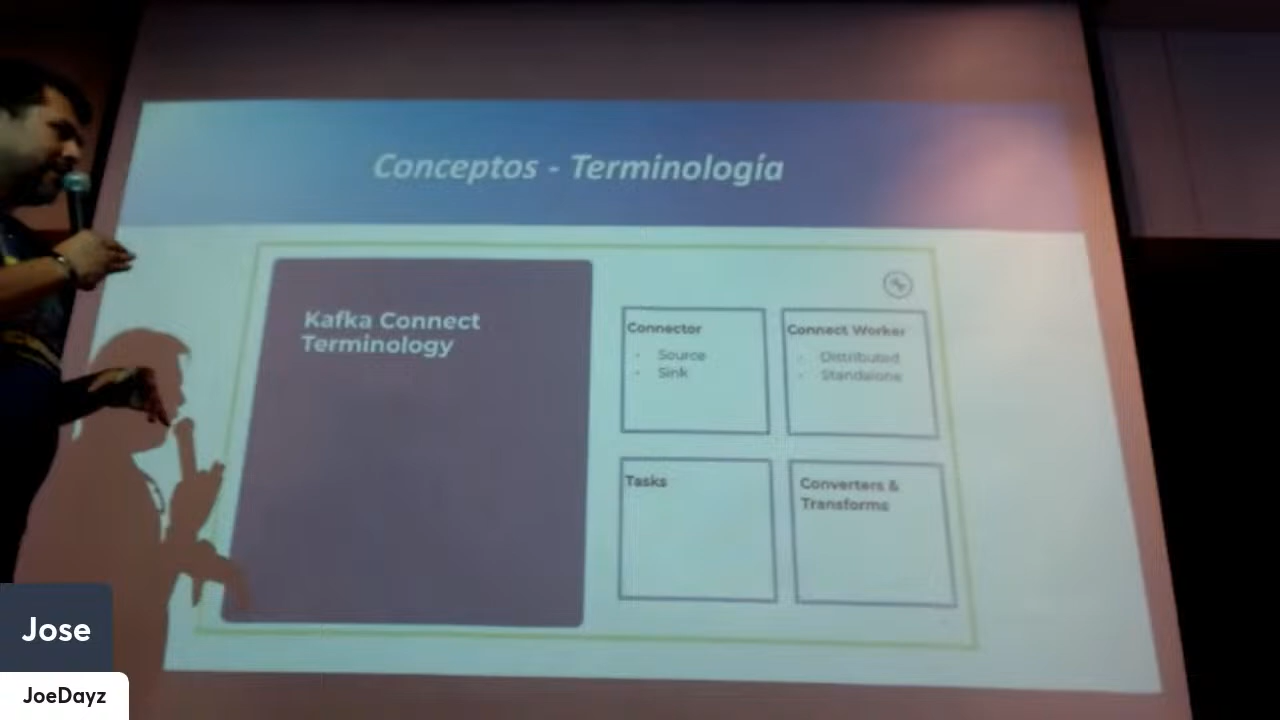 Conceptos - Terminología
Kafka Connect
Terminology
Connector
Source
Sink
Connect Worker
Distributed
Standalone
Tasks
Converters &
Transforms
Jose
JoeDayz